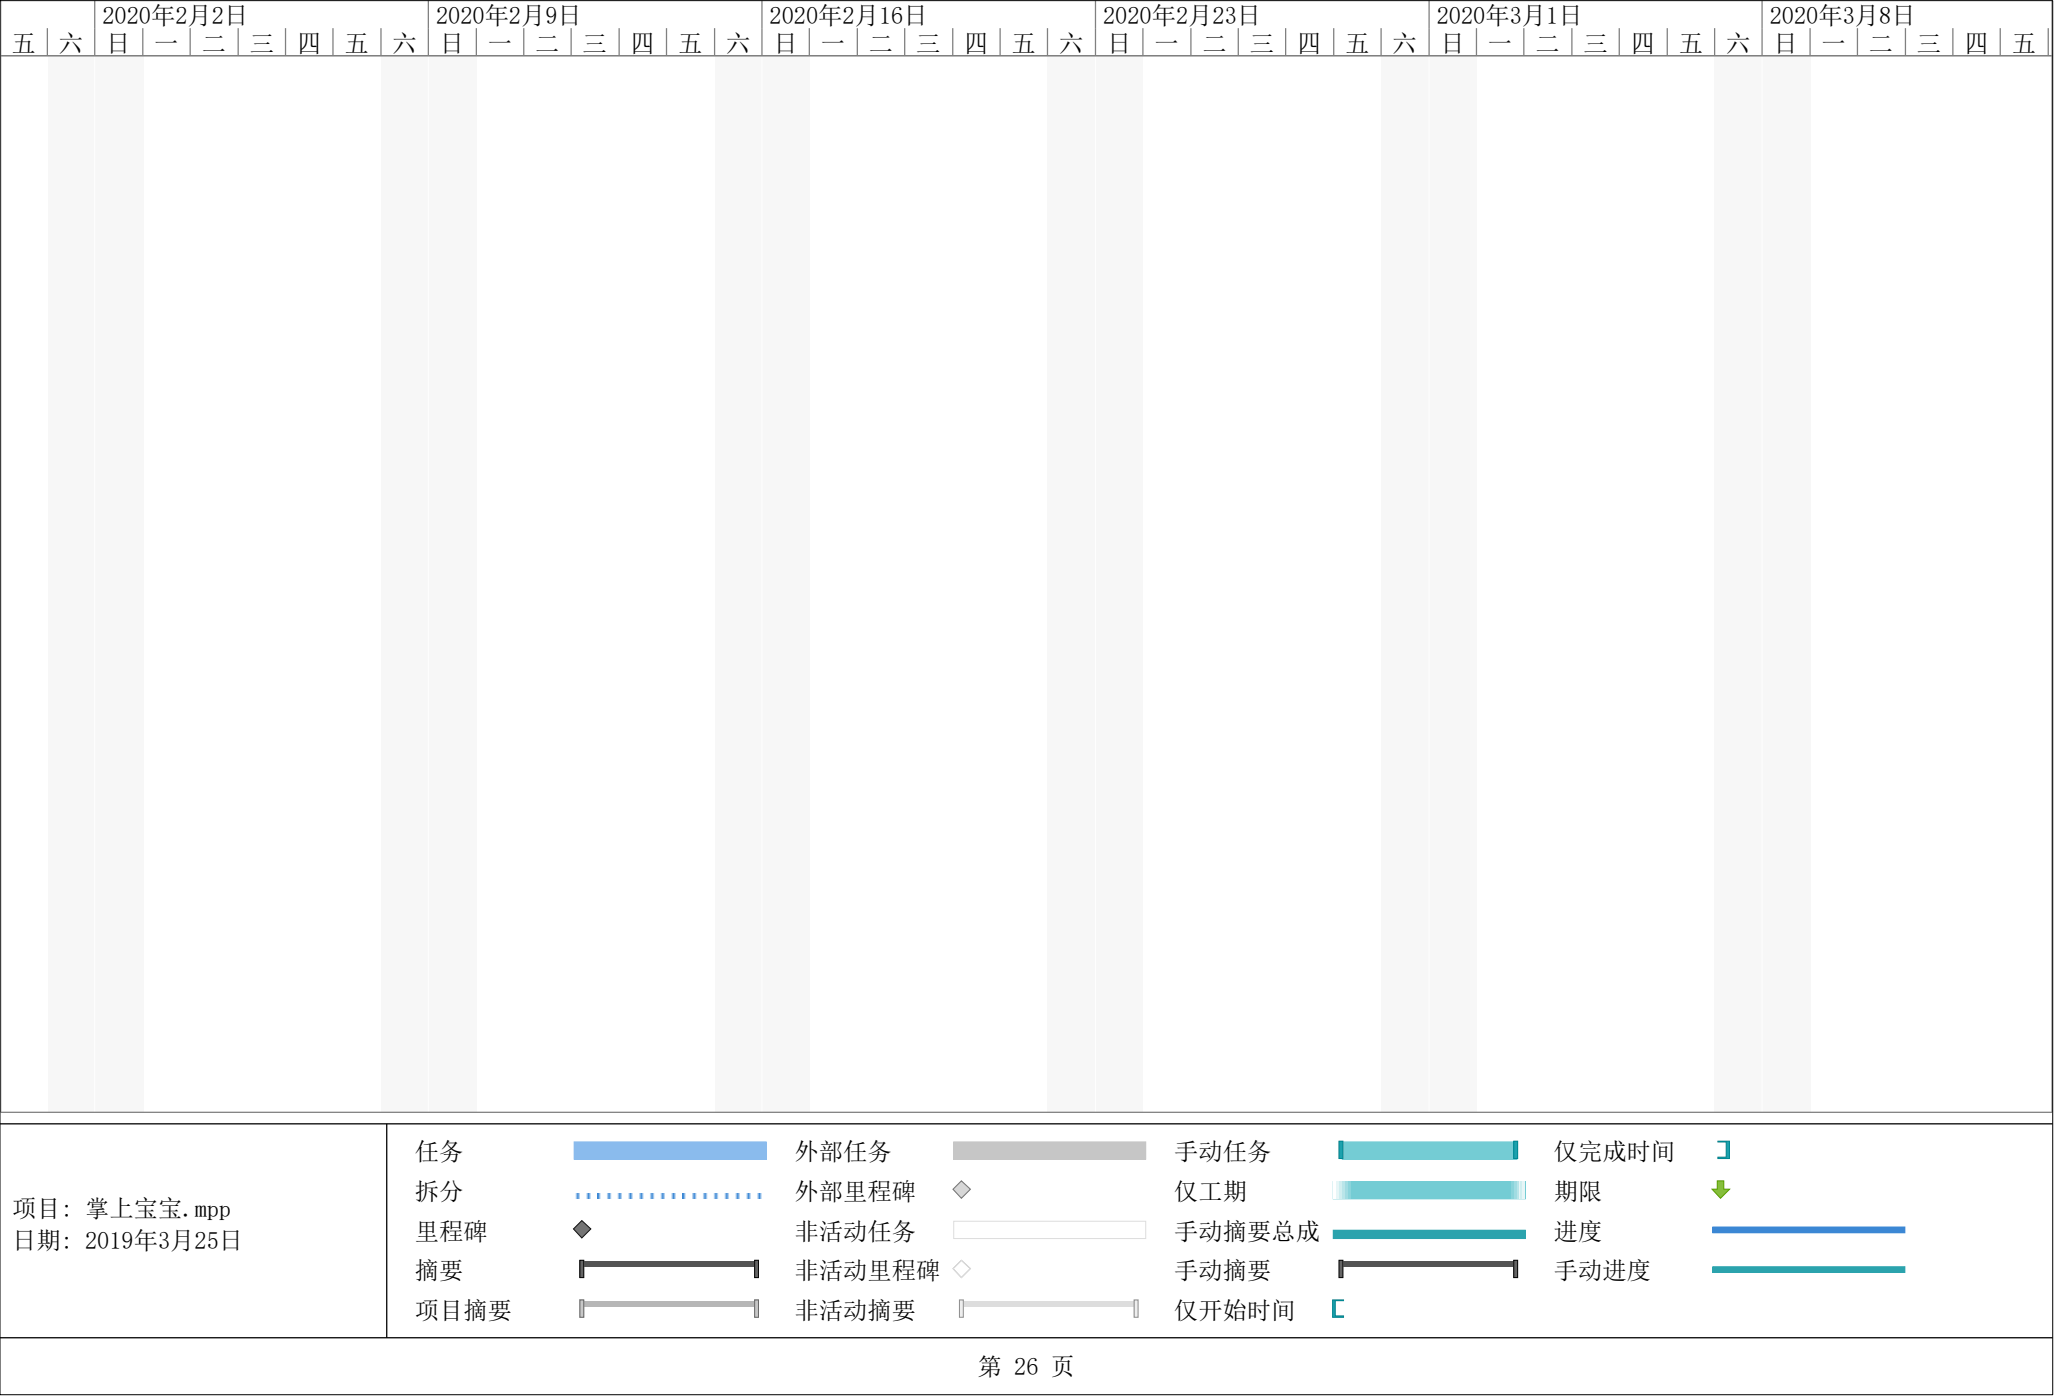 2020年2月2日 2020年2月9日 2020年2月16日 2020年2月23日 2020年3月1日 2020年3月8日
五 六 日 一 二 三 四 五 六 日 一 二 三 四 五 六 日 一 二 三 四 五 六 日 一 二 三 四 五 六 日 一 二 三 四 五 六 日 一 二 三 四 五
项目: 掌上宝宝.mpp
日期: 2019年3月25日
任务
拆分
里程碑
摘要
项目摘要
外部任务
外部里程碑
非活动任务
非活动里程碑
非活动摘要
手动任务
仅工期
手动摘要总成
手动摘要
仅开始时间
仅完成时间
期限
进度
手动进度
第 26 页